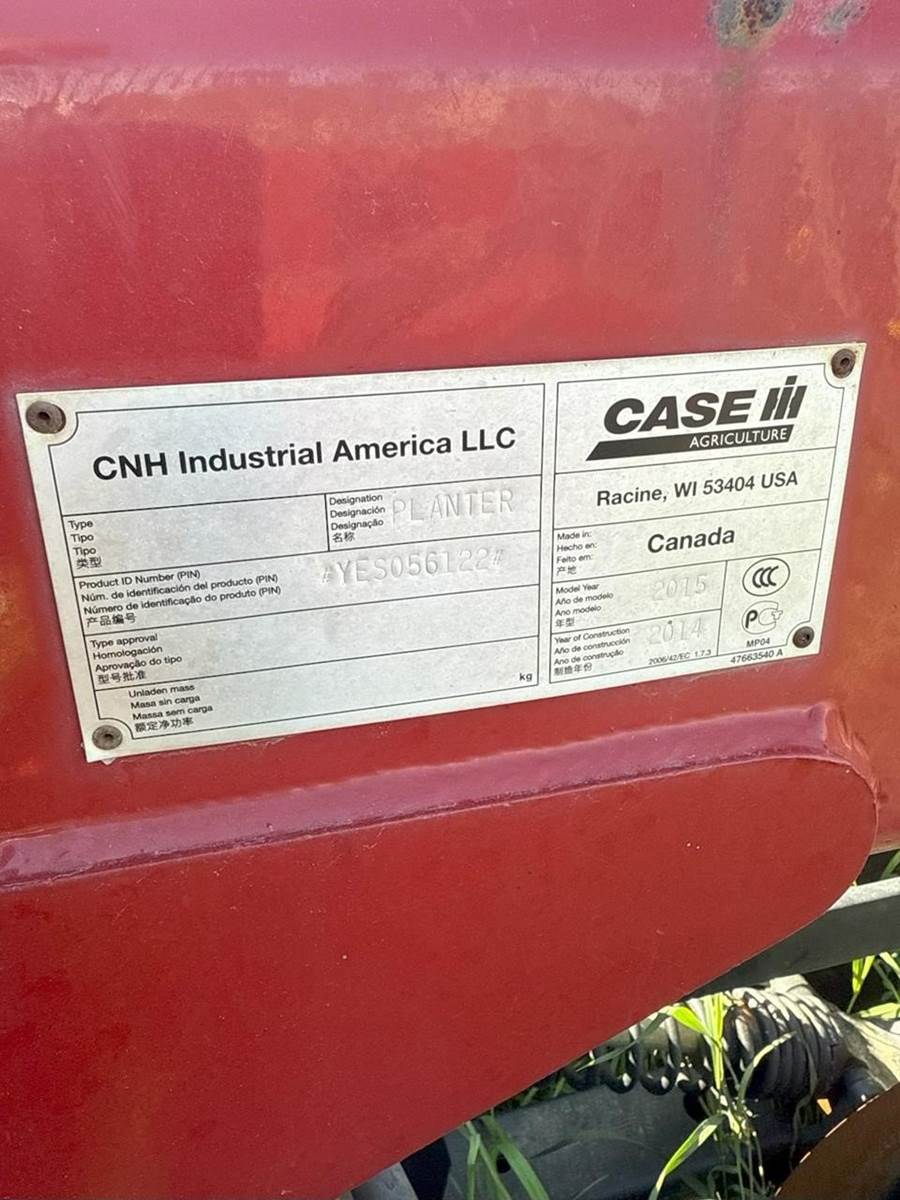 CNH Industrial America LLC
Type
Tipo
Tipo
类型
Designation
Designación
Designação
名称
PLANTER
Product ID Number (PIN)
Núm. de identificación del producto (PIN)
Número de identificação do produto (PIN)
产品编号
#YES056122#
Type approval
Homologación
Aprovação do tipo
型号批准
Unladen mass
Masa sin carga
Massa sem carga
额定净功率
kg
CASE IH
AGRICULTURE
Racine, WI 53404 USA
Made in:
Hecho en:
Feito em:
产地
Canada
Model Year
Año de modelo
Ano modelo
年型
2015
Year of Construction
Año de construcción
Ano de construção
制造年份
2014
2006/42/EC 1.7.3
CCC
PCT
MP04
47663540 A